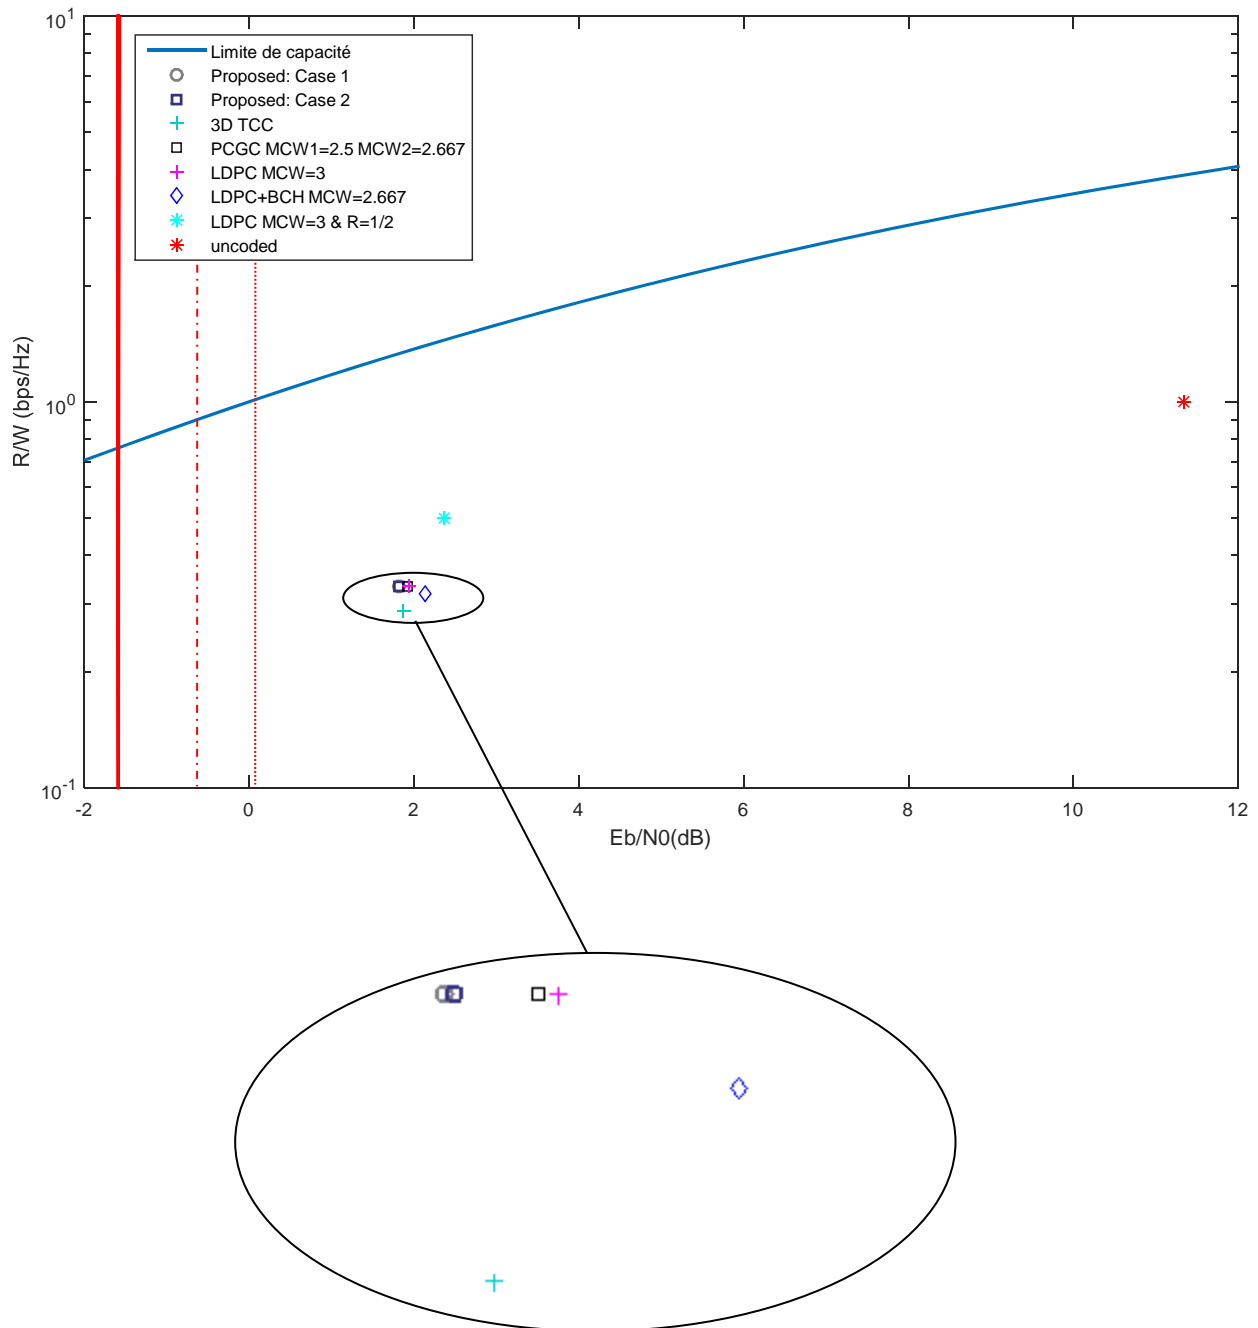 10^1
Limite de capacité
Proposed: Case 1
Proposed: Case 2
3D TCC
PCGC MCW1=2.5 MCW2=2.667
LDPC MCW=3
LDPC+BCH MCW=2.667
LDPC MCW=3 & R=1/2
uncoded
R/W (bps/Hz)
10^0
10^-1
-2 0 2 4 6 8 10 12
Eb/N0(dB)